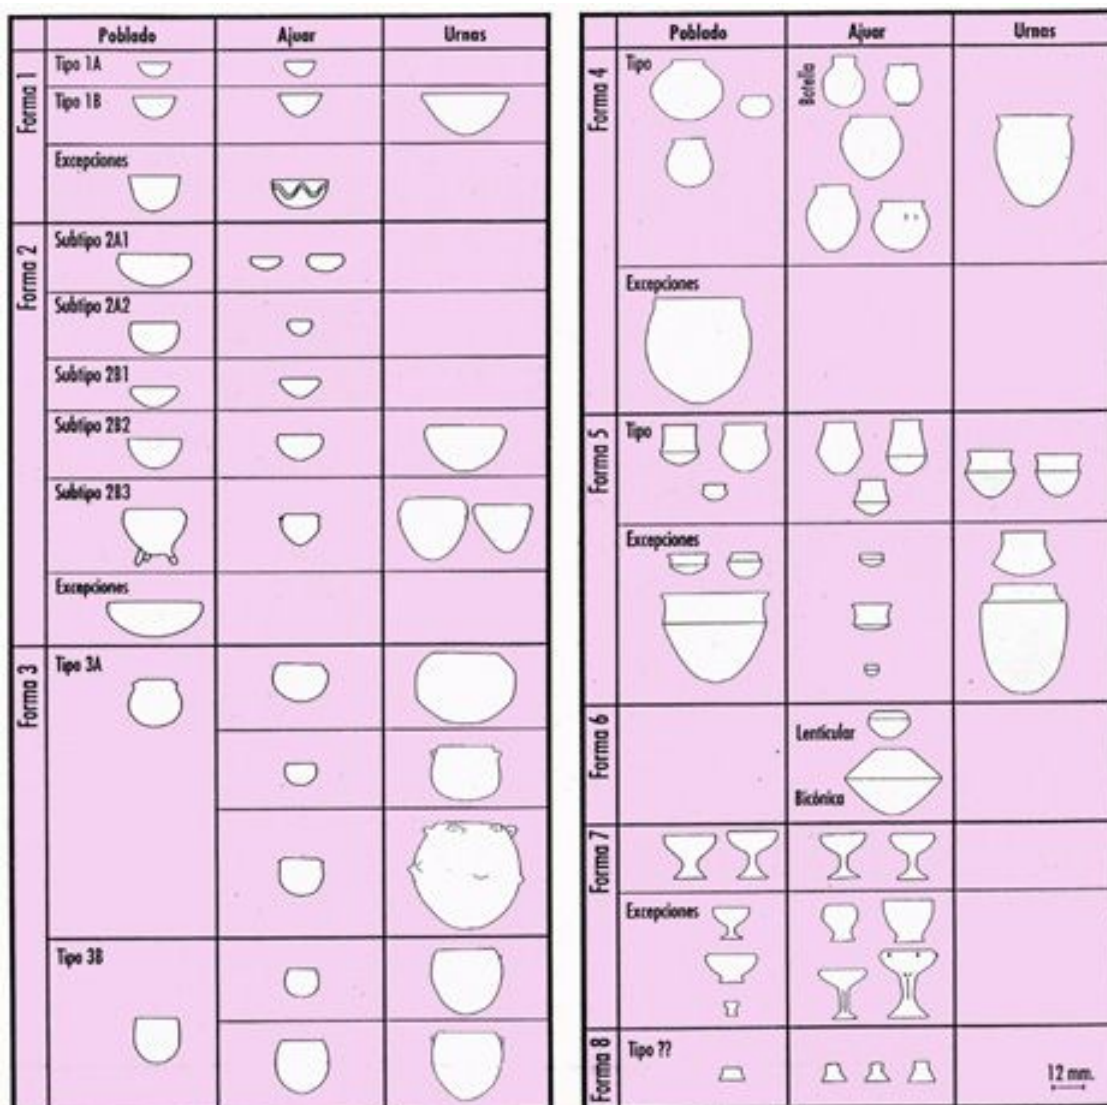 Poblado Ajuar Urnas
Forma 1
Tipo 1A
Tipo 1B
Excepciones
Forma 2
Subtipo 2A1
Subtipo 2A2
Subtipo 2B1
Subtipo 2B2
Subtipo 2B3
Excepciones
Forma 3
Tipo 3A
Tipo 3B
Poblado Ajuar Urnas
Forma 4
Tipo
Botella
Excepciones
Forma 5
Tipo
Excepciones
Forma 6
Lenticular
Bicónica
Forma 7
Excepciones
Forma 8
Tipo ??
12 mm.